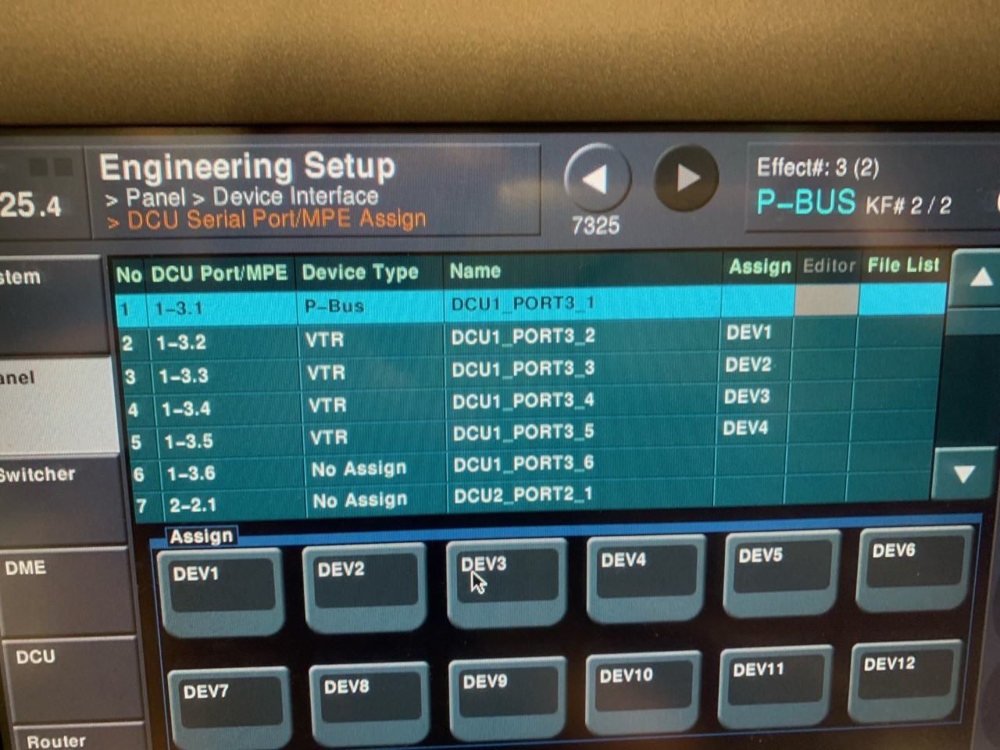 25.4
Engineering Setup
> Panel > Device Interface
> DCU Serial Port/MPE Assign
7325
Effect#: 3 (2)
P-BUS KF# 2 / 2
stem
anel
Switcher
DME
DCU
Router
No DCU Port/MPE Device Type Name Assign Editor File List
1 1-3.1 P-Bus DCU1_PORT3_1
2 1-3.2 VTR DCU1_PORT3_2 DEV1
3 1-3.3 VTR DCU1_PORT3_3 DEV2
4 1-3.4 VTR DCU1_PORT3_4 DEV3
5 1-3.5 VTR DCU1_PORT3_5 DEV4
6 1-3.6 No Assign DCU1_PORT3_6
7 2-2.1 No Assign DCU2_PORT2_1
Assign
DEV1 DEV2 DEV3 DEV4 DEV5 DEV6
DEV7 DEV8 DEV9 DEV10 DEV11 DEV12